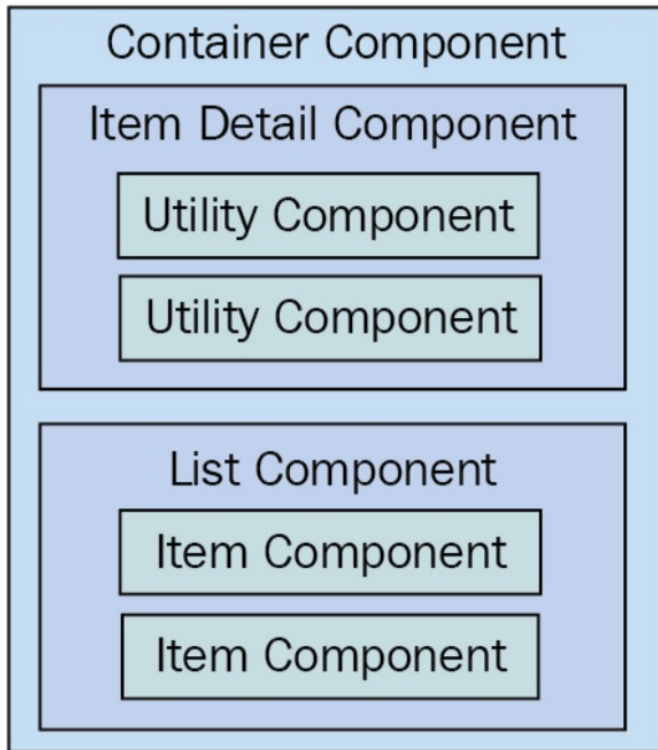 Container Component
Item Detail Component
Utility Component
Utility Component
List Component
Item Component
Item Component